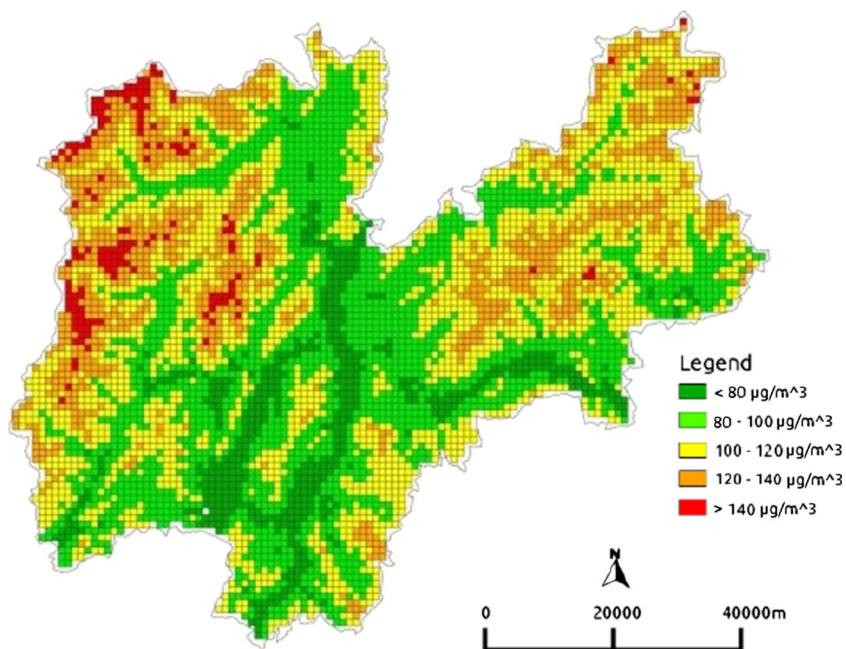 Legend
< 80 µg/m^3
80 - 100 µg/m^3
100 - 120 µg/m^3
120 - 140 µg/m^3
> 140 µg/m^3
N
0 20000 40000m